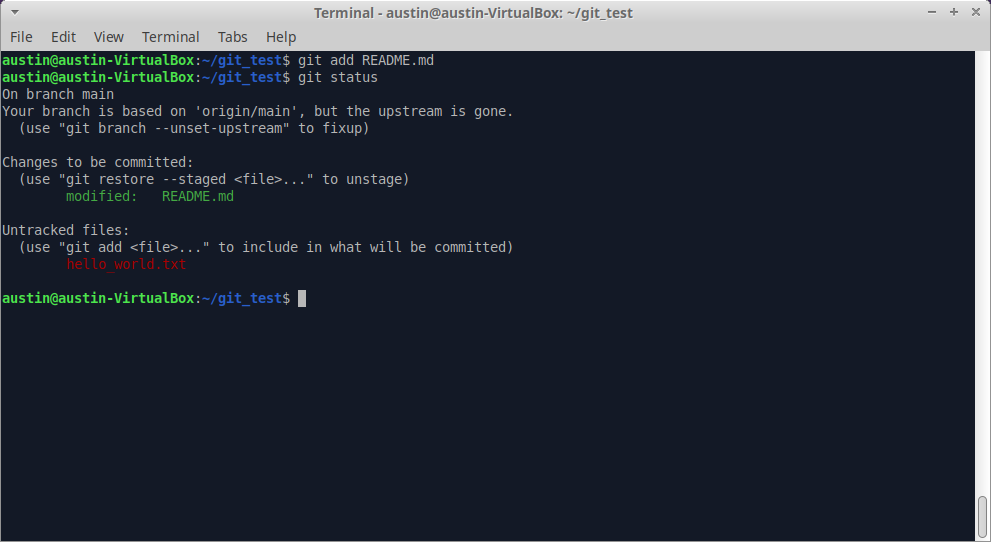 Terminal - austin@austin-VirtualBox: ~/git_test
File Edit View Terminal Tabs Help
austin@austin-VirtualBox:~/git_test$ git add README.md
austin@austin-VirtualBox:~/git_test$ git status
On branch main
Your branch is based on 'origin/main', but the upstream is gone.
  (use "git branch --unset-upstream" to fixup)

Changes to be committed:
  (use "git restore --staged <file>..." to unstage)
        modified:   README.md

Untracked files:
  (use "git add <file>..." to include in what will be committed)
        hello_world.txt

austin@austin-VirtualBox:~/git_test$